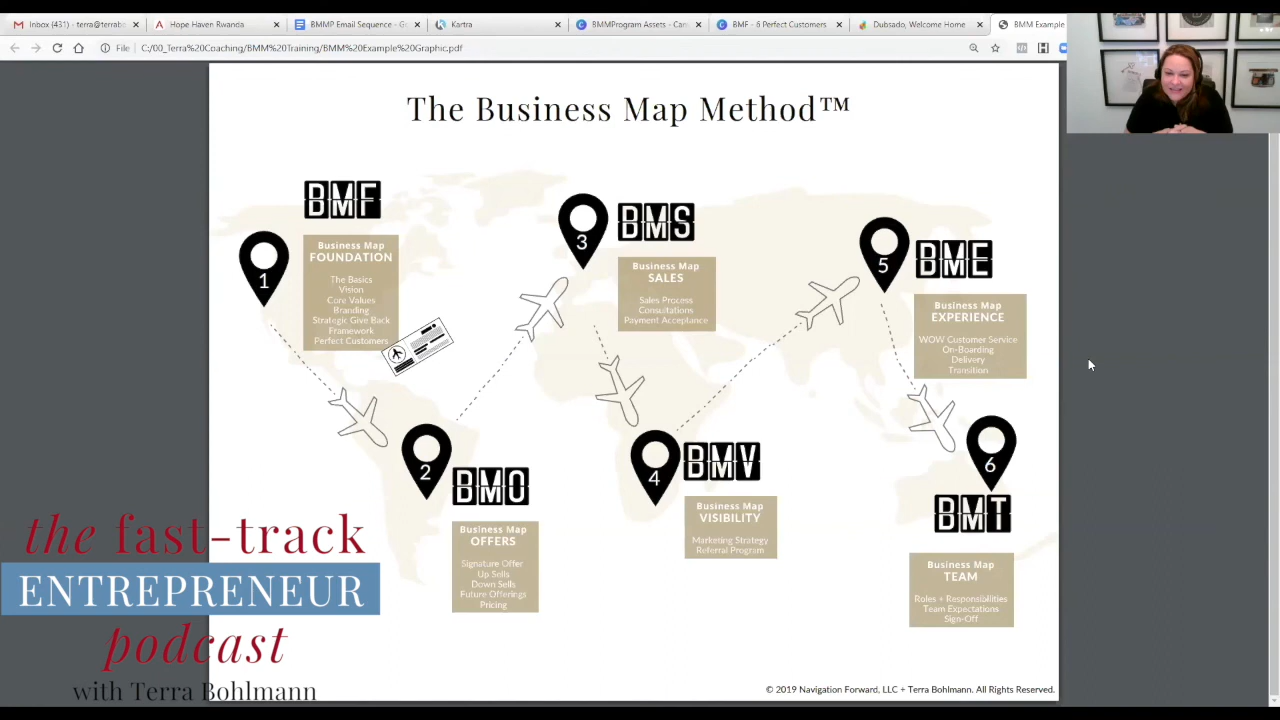 Inbox (431) - terra@terrabo
Hope Haven Rwanda
BMMP Email Sequence - Go
Kartra
BMMProgram Assets - Can
BMF - 6 Perfect Customers
Dubsado, Welcome Home
BMM Example
File
C:/00_Terra%20Coaching/BMM%20Training/BMM%20Example%20Graphic.pdf
The Business Map Method™
1
BMF
Business Map
FOUNDATION
The Basics
Vision
Core Values
Branding
Strategic Give Back
Framework
Perfect Customers
2
BMO
Business Map
OFFERS
Signature Offer
Up Sells
Down Sells
Future Offerings
Pricing
3
BMS
Business Map
SALES
Sales Process
Consultations
Payment Acceptance
4
BMV
Business Map
VISIBILITY
Marketing Strategy
Referral Program
5
BME
Business Map
EXPERIENCE
WOW Customer Service
On-Boarding
Delivery
Transition
6
BMT
Business Map
TEAM
Roles + Responsibilities
Team Expectations
Sign-Off
the fast-track
ENTREPRENEUR
podcast
with Terra Bohlmann
© 2019 Navigation Forward, LLC + Terra Bohlmann. All Rights Reserved.